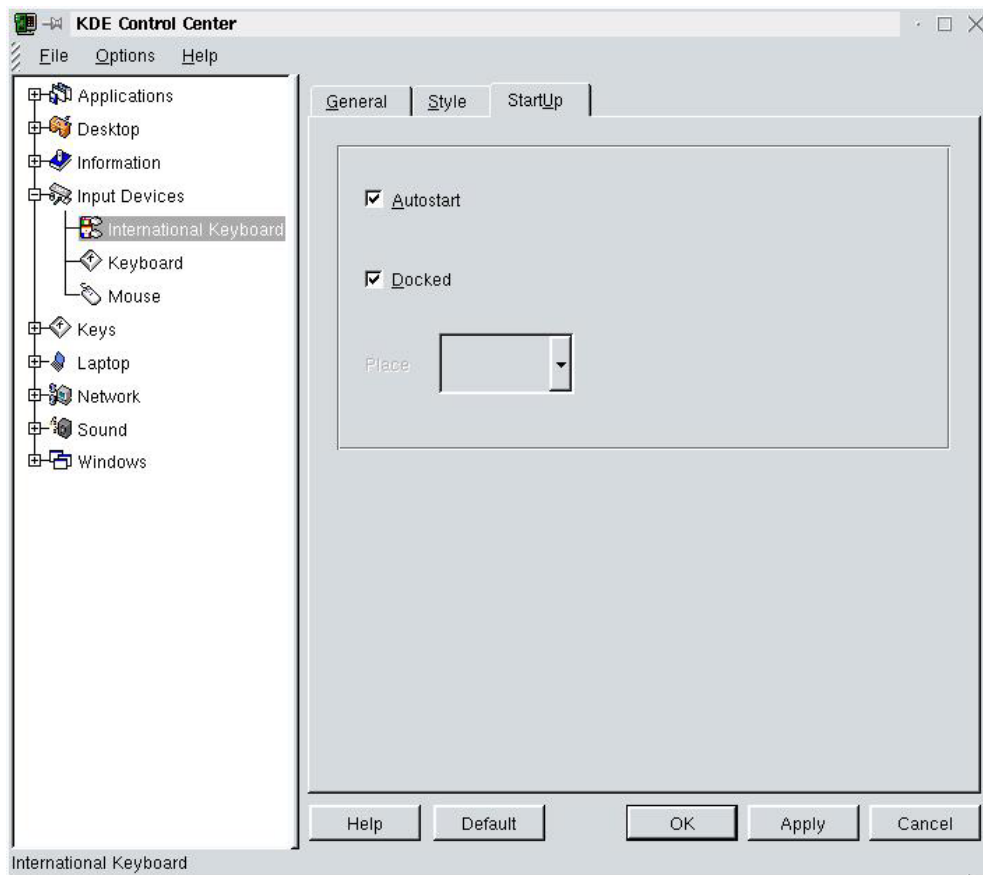 KDE Control Center
File Options Help
Applications
Desktop
Information
Input Devices
International Keyboard
Keyboard
Mouse
Keys
Laptop
Network
Sound
Windows
General Style StartUp
Autostart
Docked
Place
Help Default OK Apply Cancel
International Keyboard